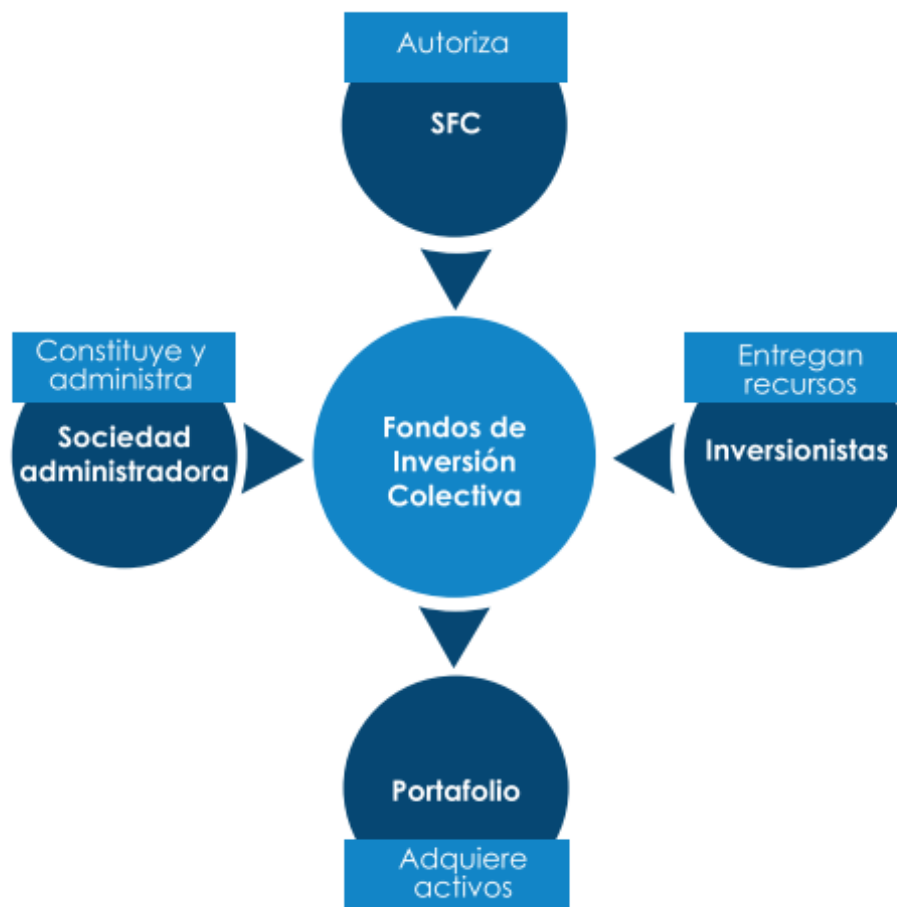 Autoriza
SFC
Constituye y
administra
Sociedad
administradora
Fondos de
Inversión
Colectiva
Entregan
recursos
Inversionistas
Portafolio
Adquiere
activos